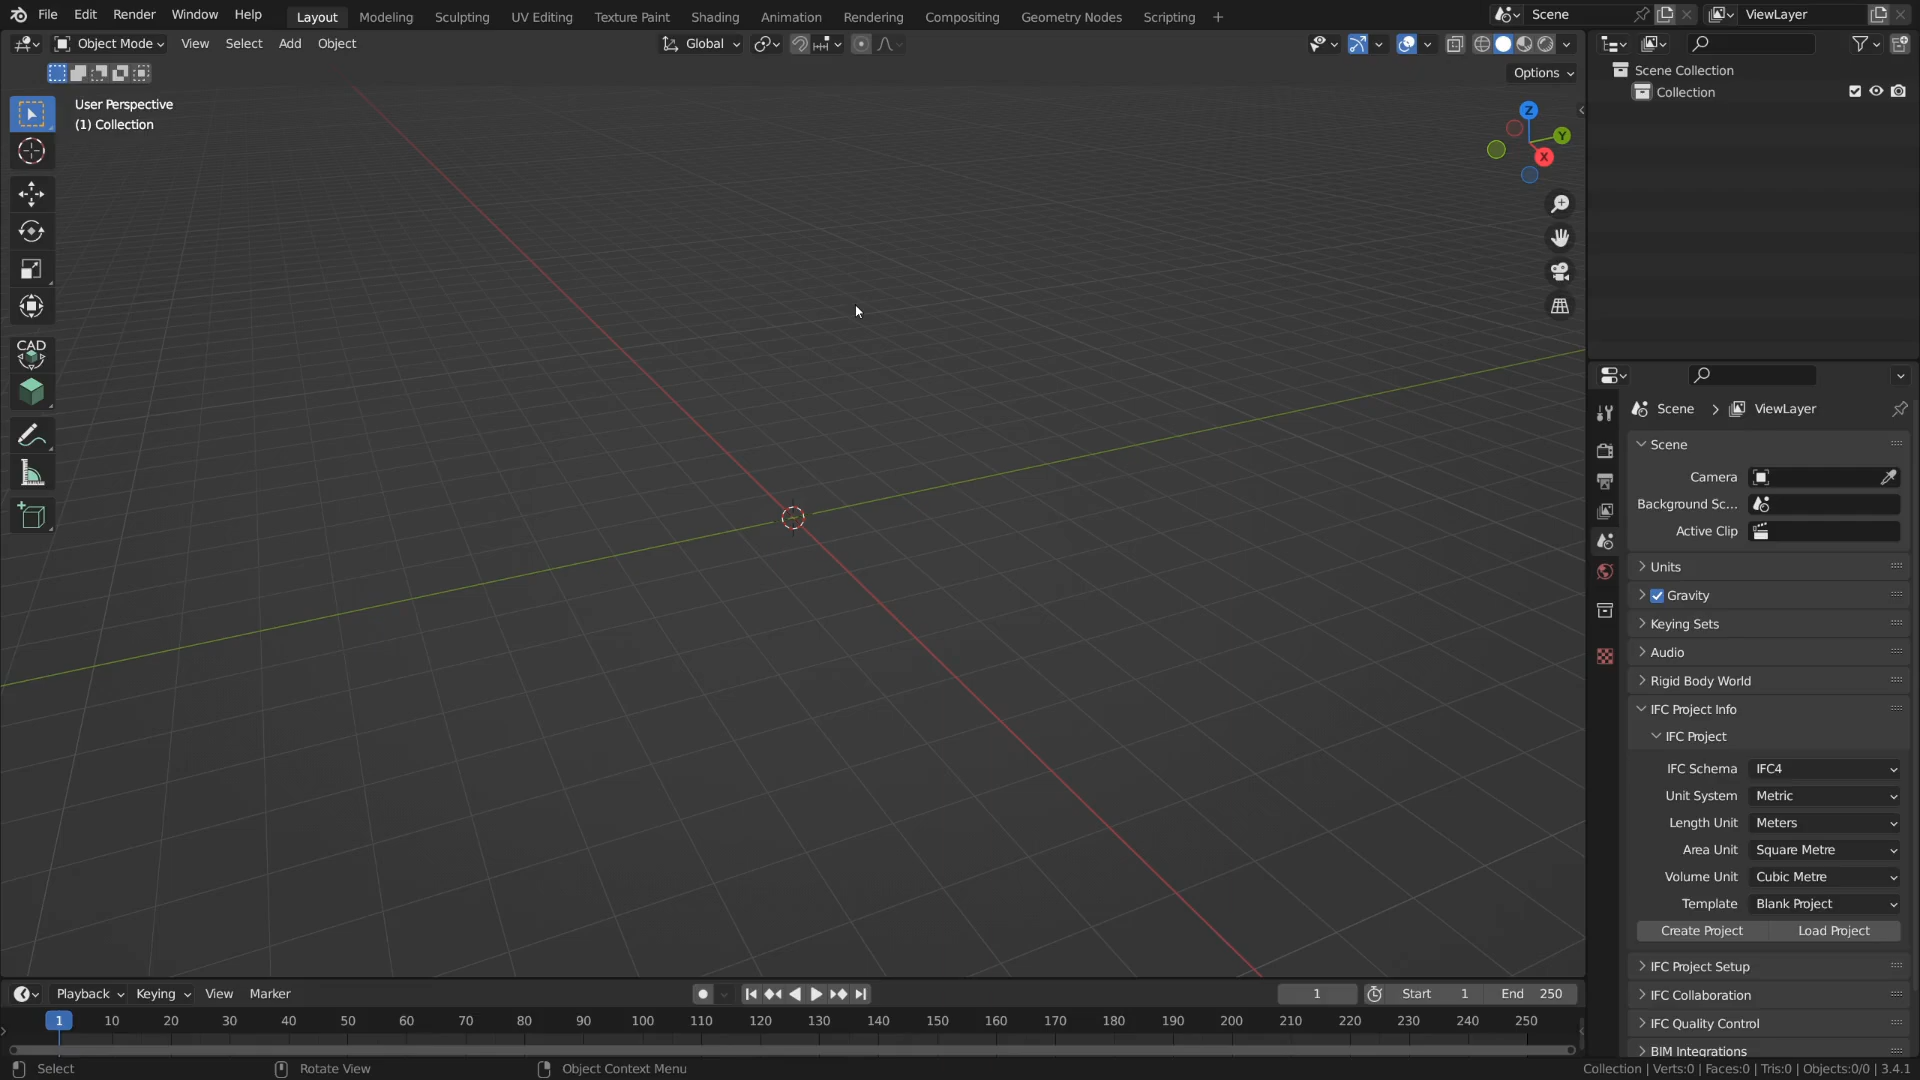 File Edit Render Window Help Layout Modeling Sculpting UV Editing Texture Paint Shading Animation Rendering Compositing Geometry Nodes Scripting + Scene ViewLayer
Object Mode View Select Add Object Global
Options
User Perspective
(1) Collection
CAD
Z
Y
X
Scene Collection
Collection
Scene > ViewLayer
Scene
Camera
Background Sc...
Active Clip
Units
Gravity
Keying Sets
Audio
Rigid Body World
IFC Project Info
IFC Project
IFC Schema IFC4
Unit System Metric
Length Unit Meters
Area Unit Square Metre
Volume Unit Cubic Metre
Template Blank Project
Create Project Load Project
IFC Project Setup
IFC Collaboration
IFC Quality Control
BIM Integrations
Playback Keying View Marker 1 Start 1 End 250
1 10 20 30 40 50 60 70 80 90 100 110 120 130 140 150 160 170 180 190 200 210 220 230 240 250
Select Rotate View Object Context Menu Collection | Verts:0 | Faces:0 | Tris:0 | Objects:0/0 | 3.4.1